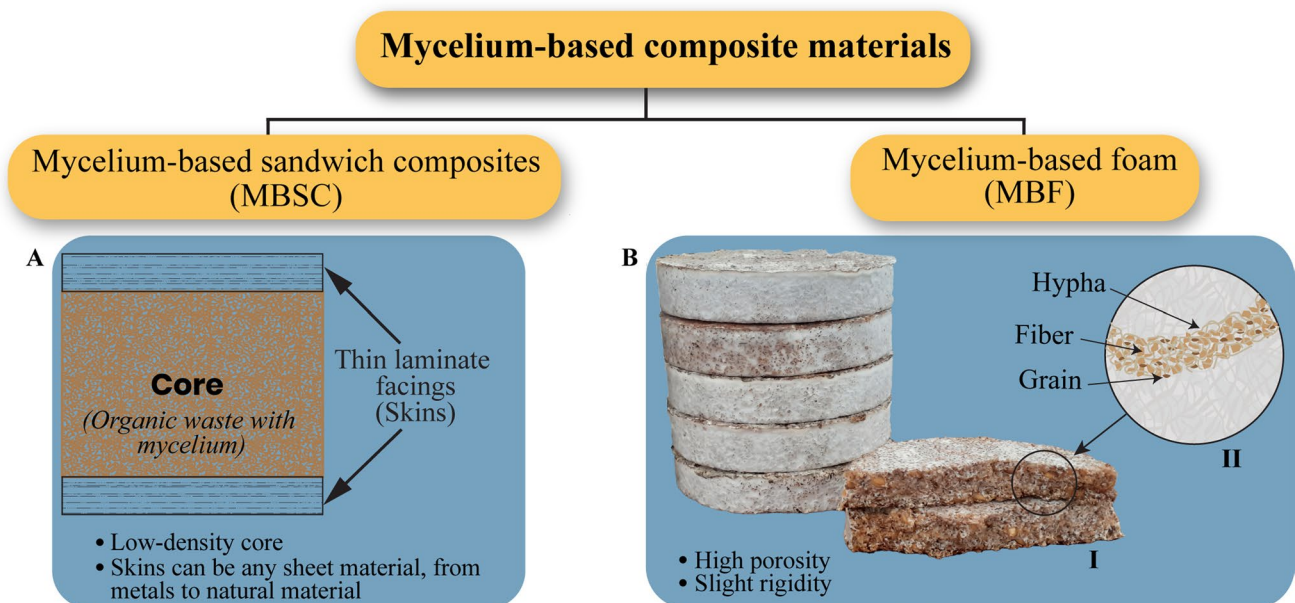 Mycelium-based composite materials
Mycelium-based sandwich composites
(MBSC)
Mycelium-based foam
(MBF)
A
Core
(Organic waste with
mycelium)
Thin laminate
facings
(Skins)
• Low-density core
• Skins can be any sheet material, from
metals to natural material
B
Hypha
Fiber
Grain
II
I
• High porosity
• Slight rigidity